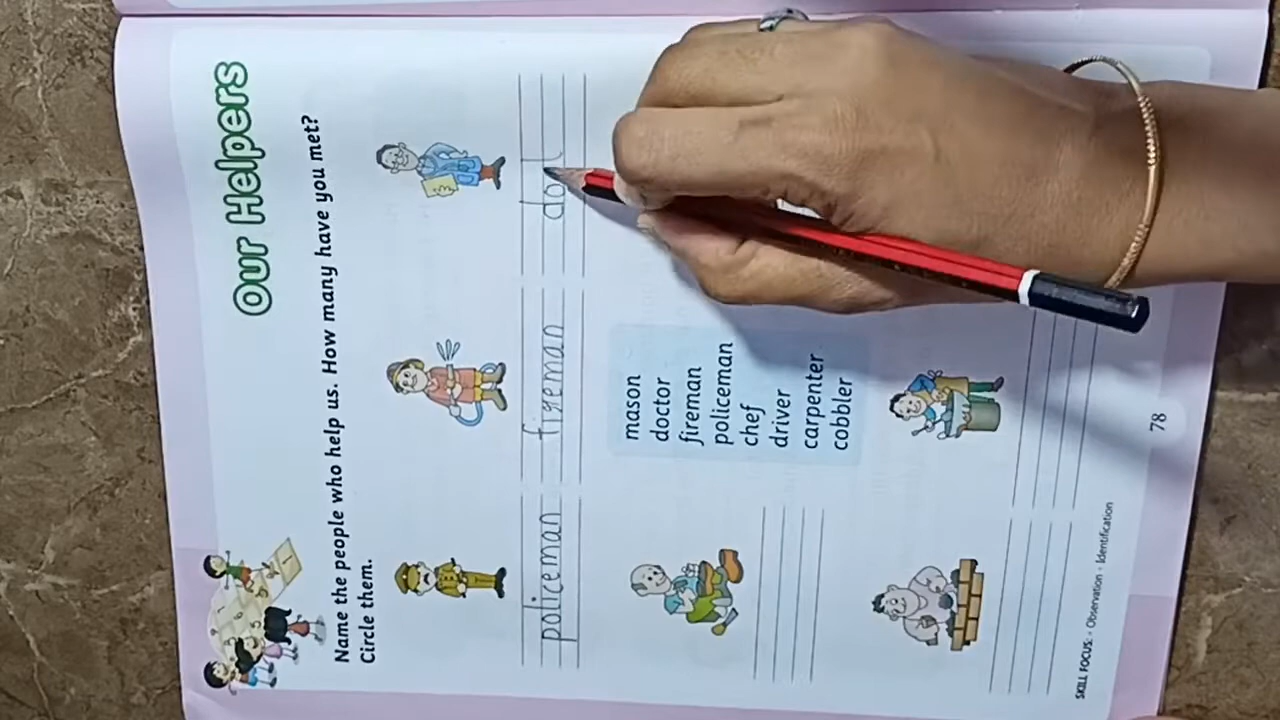 Our Helpers
Name the people who help us. How many have you met?
Circle them.
policeman fireman do
mason
doctor
fireman
policeman
chef
driver
carpenter
cobbler
SKILL FOCUS: • Observation • Identification
78